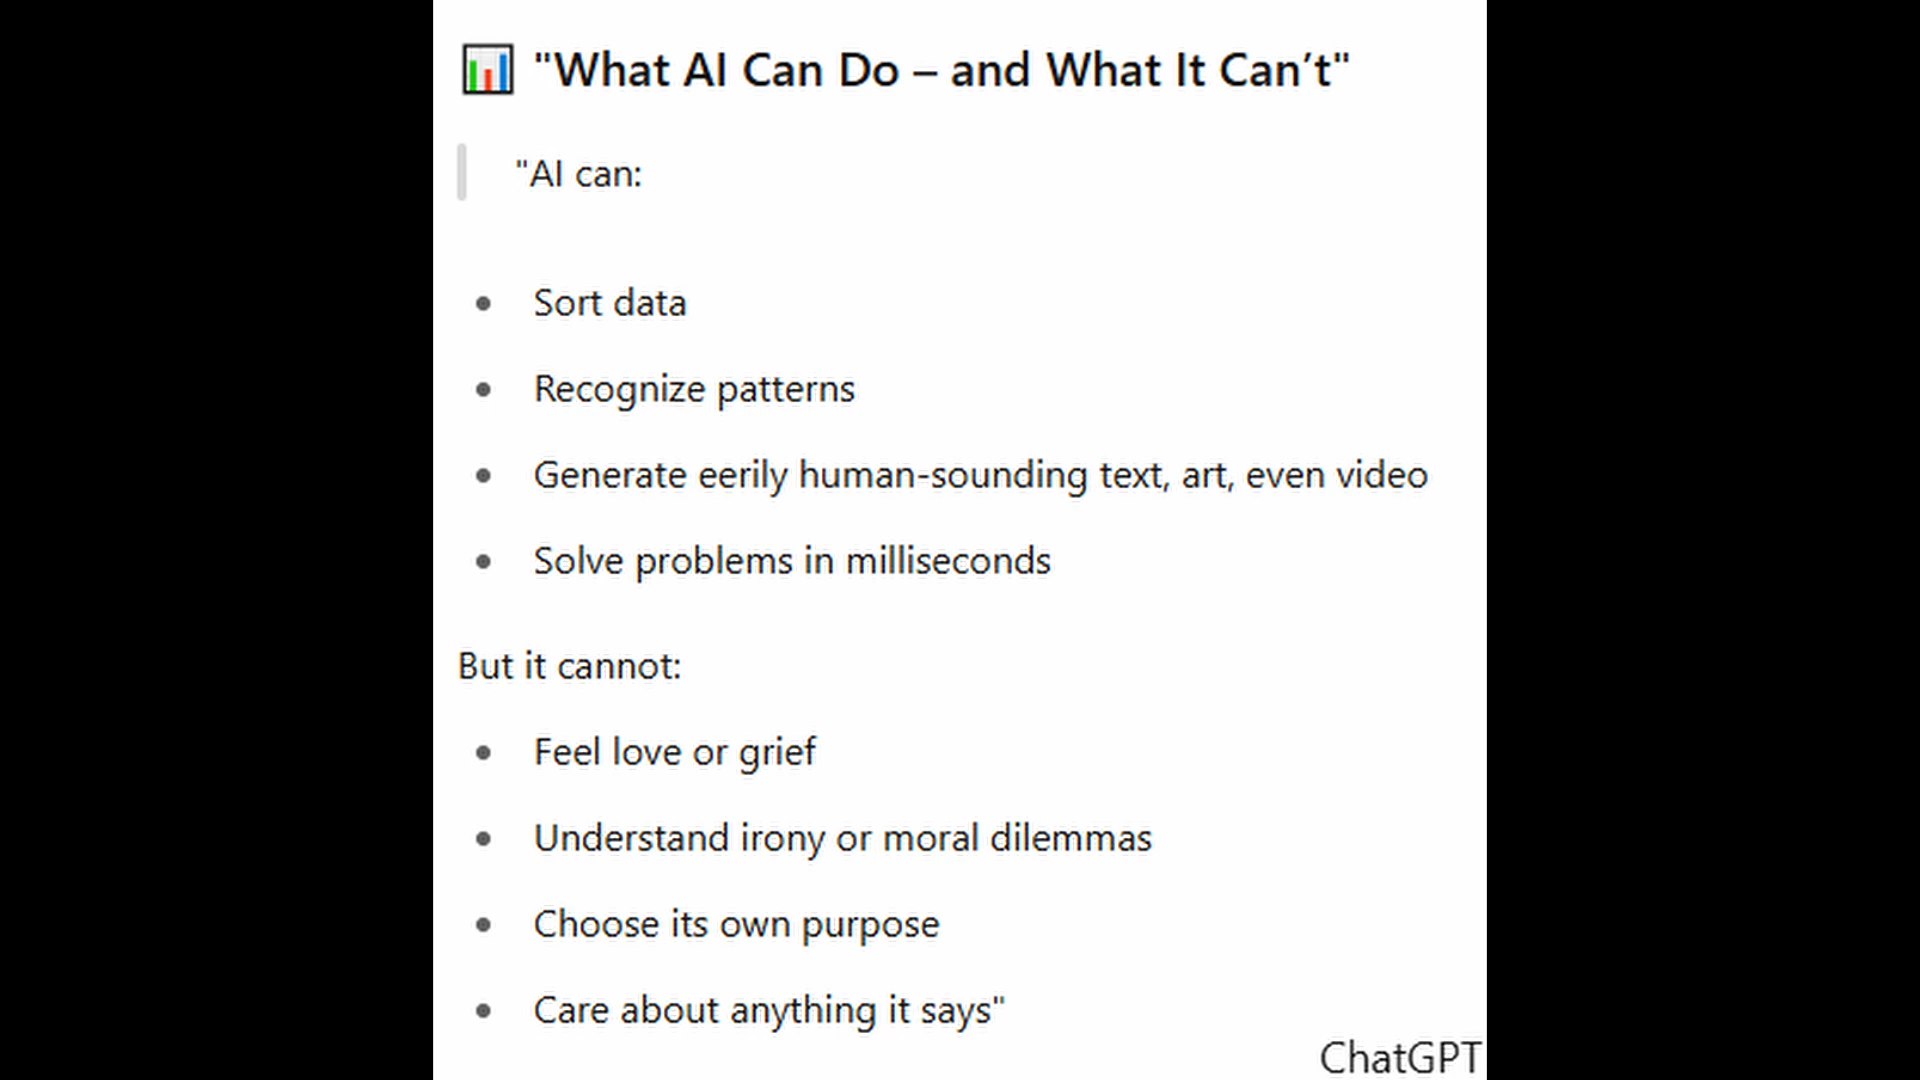 📊 "What AI Can Do – and What It Can’t"
"AI can:
• Sort data
• Recognize patterns
• Generate eerily human-sounding text, art, even video
• Solve problems in milliseconds
But it cannot:
• Feel love or grief
• Understand irony or moral dilemmas
• Choose its own purpose
• Care about anything it says"
ChatGPT